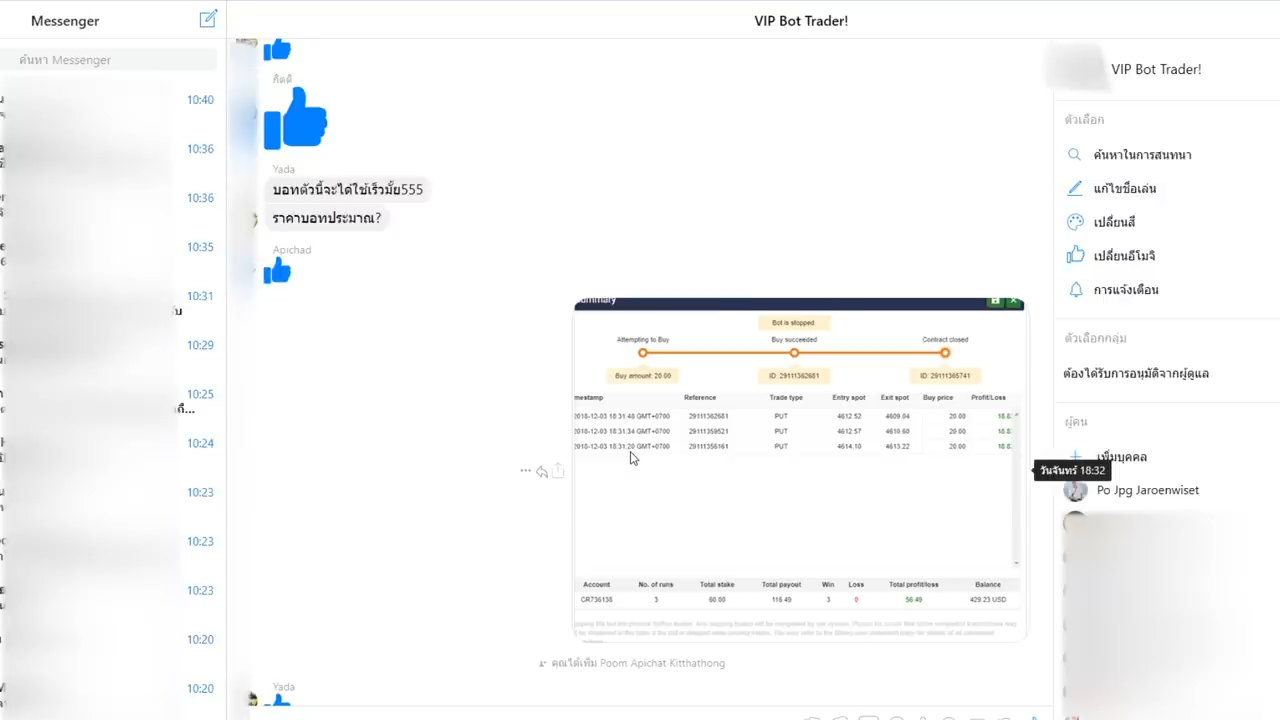 Messenger
ค้นหา Messenger
10:40
10:36
10:36
10:35
10:31
10:29
10:25
10:24
10:23
10:23
10:23
10:20
10:20
VIP Bot Trader!
กิตติ
Yada
บอทตัวนี้จะได้ใช้เร็วมั้ย555
ราคาบอทประมาณ?
Apichad
Bot is stopped.
Attempting to Buy Buy succeeded Contract closed
Buy amount: 20.00 ID: 29111362681 ID: 29111365741
Reference Trade type Entry spot Exit spot Buy price Profit/Loss
2018-12-03 18:31:48 GMT+0700 29111362681 PUT 4612.52 4609.04 20.00
2018-12-03 18:31:34 GMT+0700 29111359521 PUT 4612.57 4610.60 20.00
2018-12-03 18:31:20 GMT+0700 29111356161 PUT 4614.10 4613.22 20.00
Account No. of runs Total stake Total payout Win Loss Total profit/loss Balance
CR736136 3 60.00 116.49 3 0 56.49 429.23 USD
คุณได้เพิ่ม Poom Apichat Kitthathong
Yada
VIP Bot Trader!
ตัวเลือก
ค้นหาในการสนทนา
แก้ไขชื่อเล่น
เปลี่ยนสี
เปลี่ยนอีโมจิ
การแจ้งเตือน
ตัวเลือกกลุ่ม
ต้องได้รับการอนุมัติจากผู้ดูแล
ผู้คน
เพิ่มบุคคล
วันจันทร์ 18:32
Po Jpg Jaroenwiset